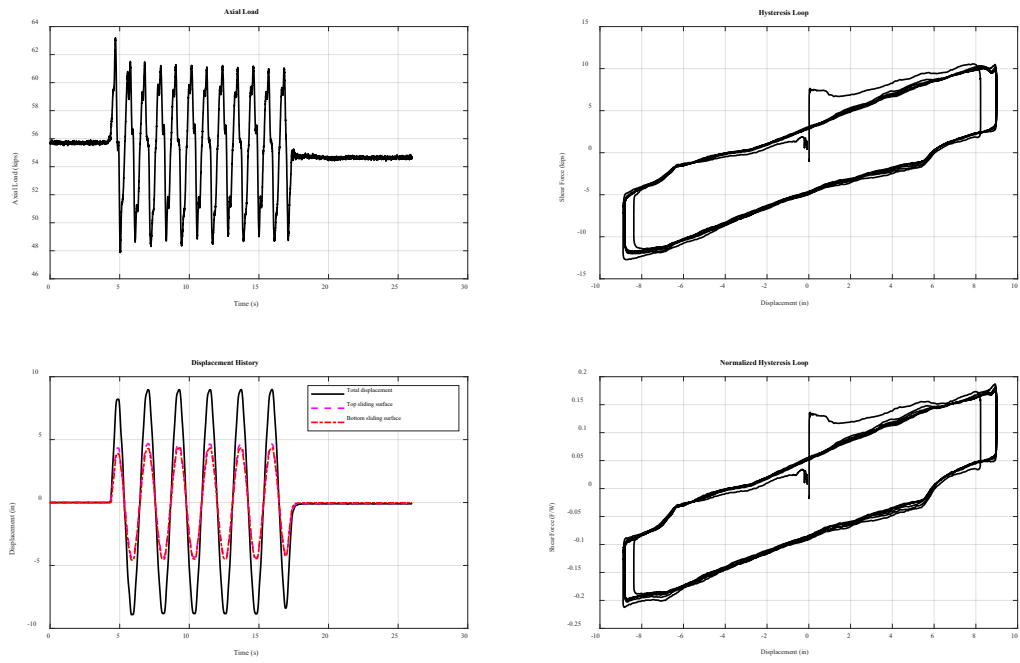 Axial Load
64
62
60
58
56
54
52
50
48
46
Axial Load (kips)
0 5 10 15 20 25 30
Time (s)
Hysteresis Loop
15
10
5
0
-5
-10
-15
Shear Force (kips)
-10 -8 -6 -4 -2 0 2 4 6 8 10
Displacement (in)
Displacement History
10
5
0
-5
-10
Displacement (in)
Total displacement
Top sliding surface
Bottom sliding surface
0 5 10 15 20 25 30
Time (s)
Normalized Hysteresis Loop
0.2
0.15
0.1
0.05
0
-0.05
-0.1
-0.15
-0.2
-0.25
Shear Force (F/W)
-10 -8 -6 -4 -2 0 2 4 6 8 10
Displacement (in)